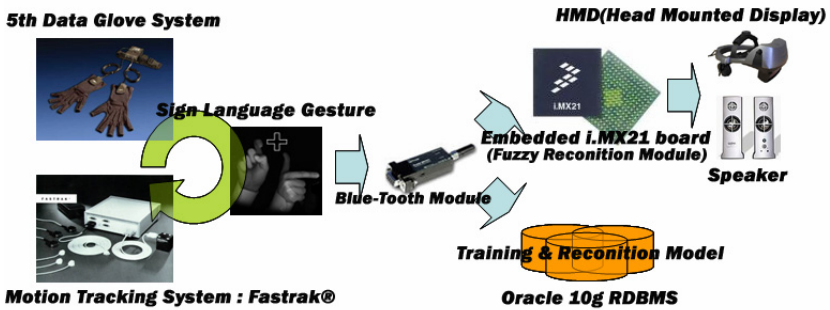 5th Data Glove System
HMD(Head Mounted Display)
Sign Language Gesture
i.MX21
Embedded i.MX21 board
(Fuzzy Reconition Module)
Speaker
FASTRAK
Blue-Tooth Module
Training & Reconition Model
Motion Tracking System : Fastrak®
Oracle 10g RDBMS